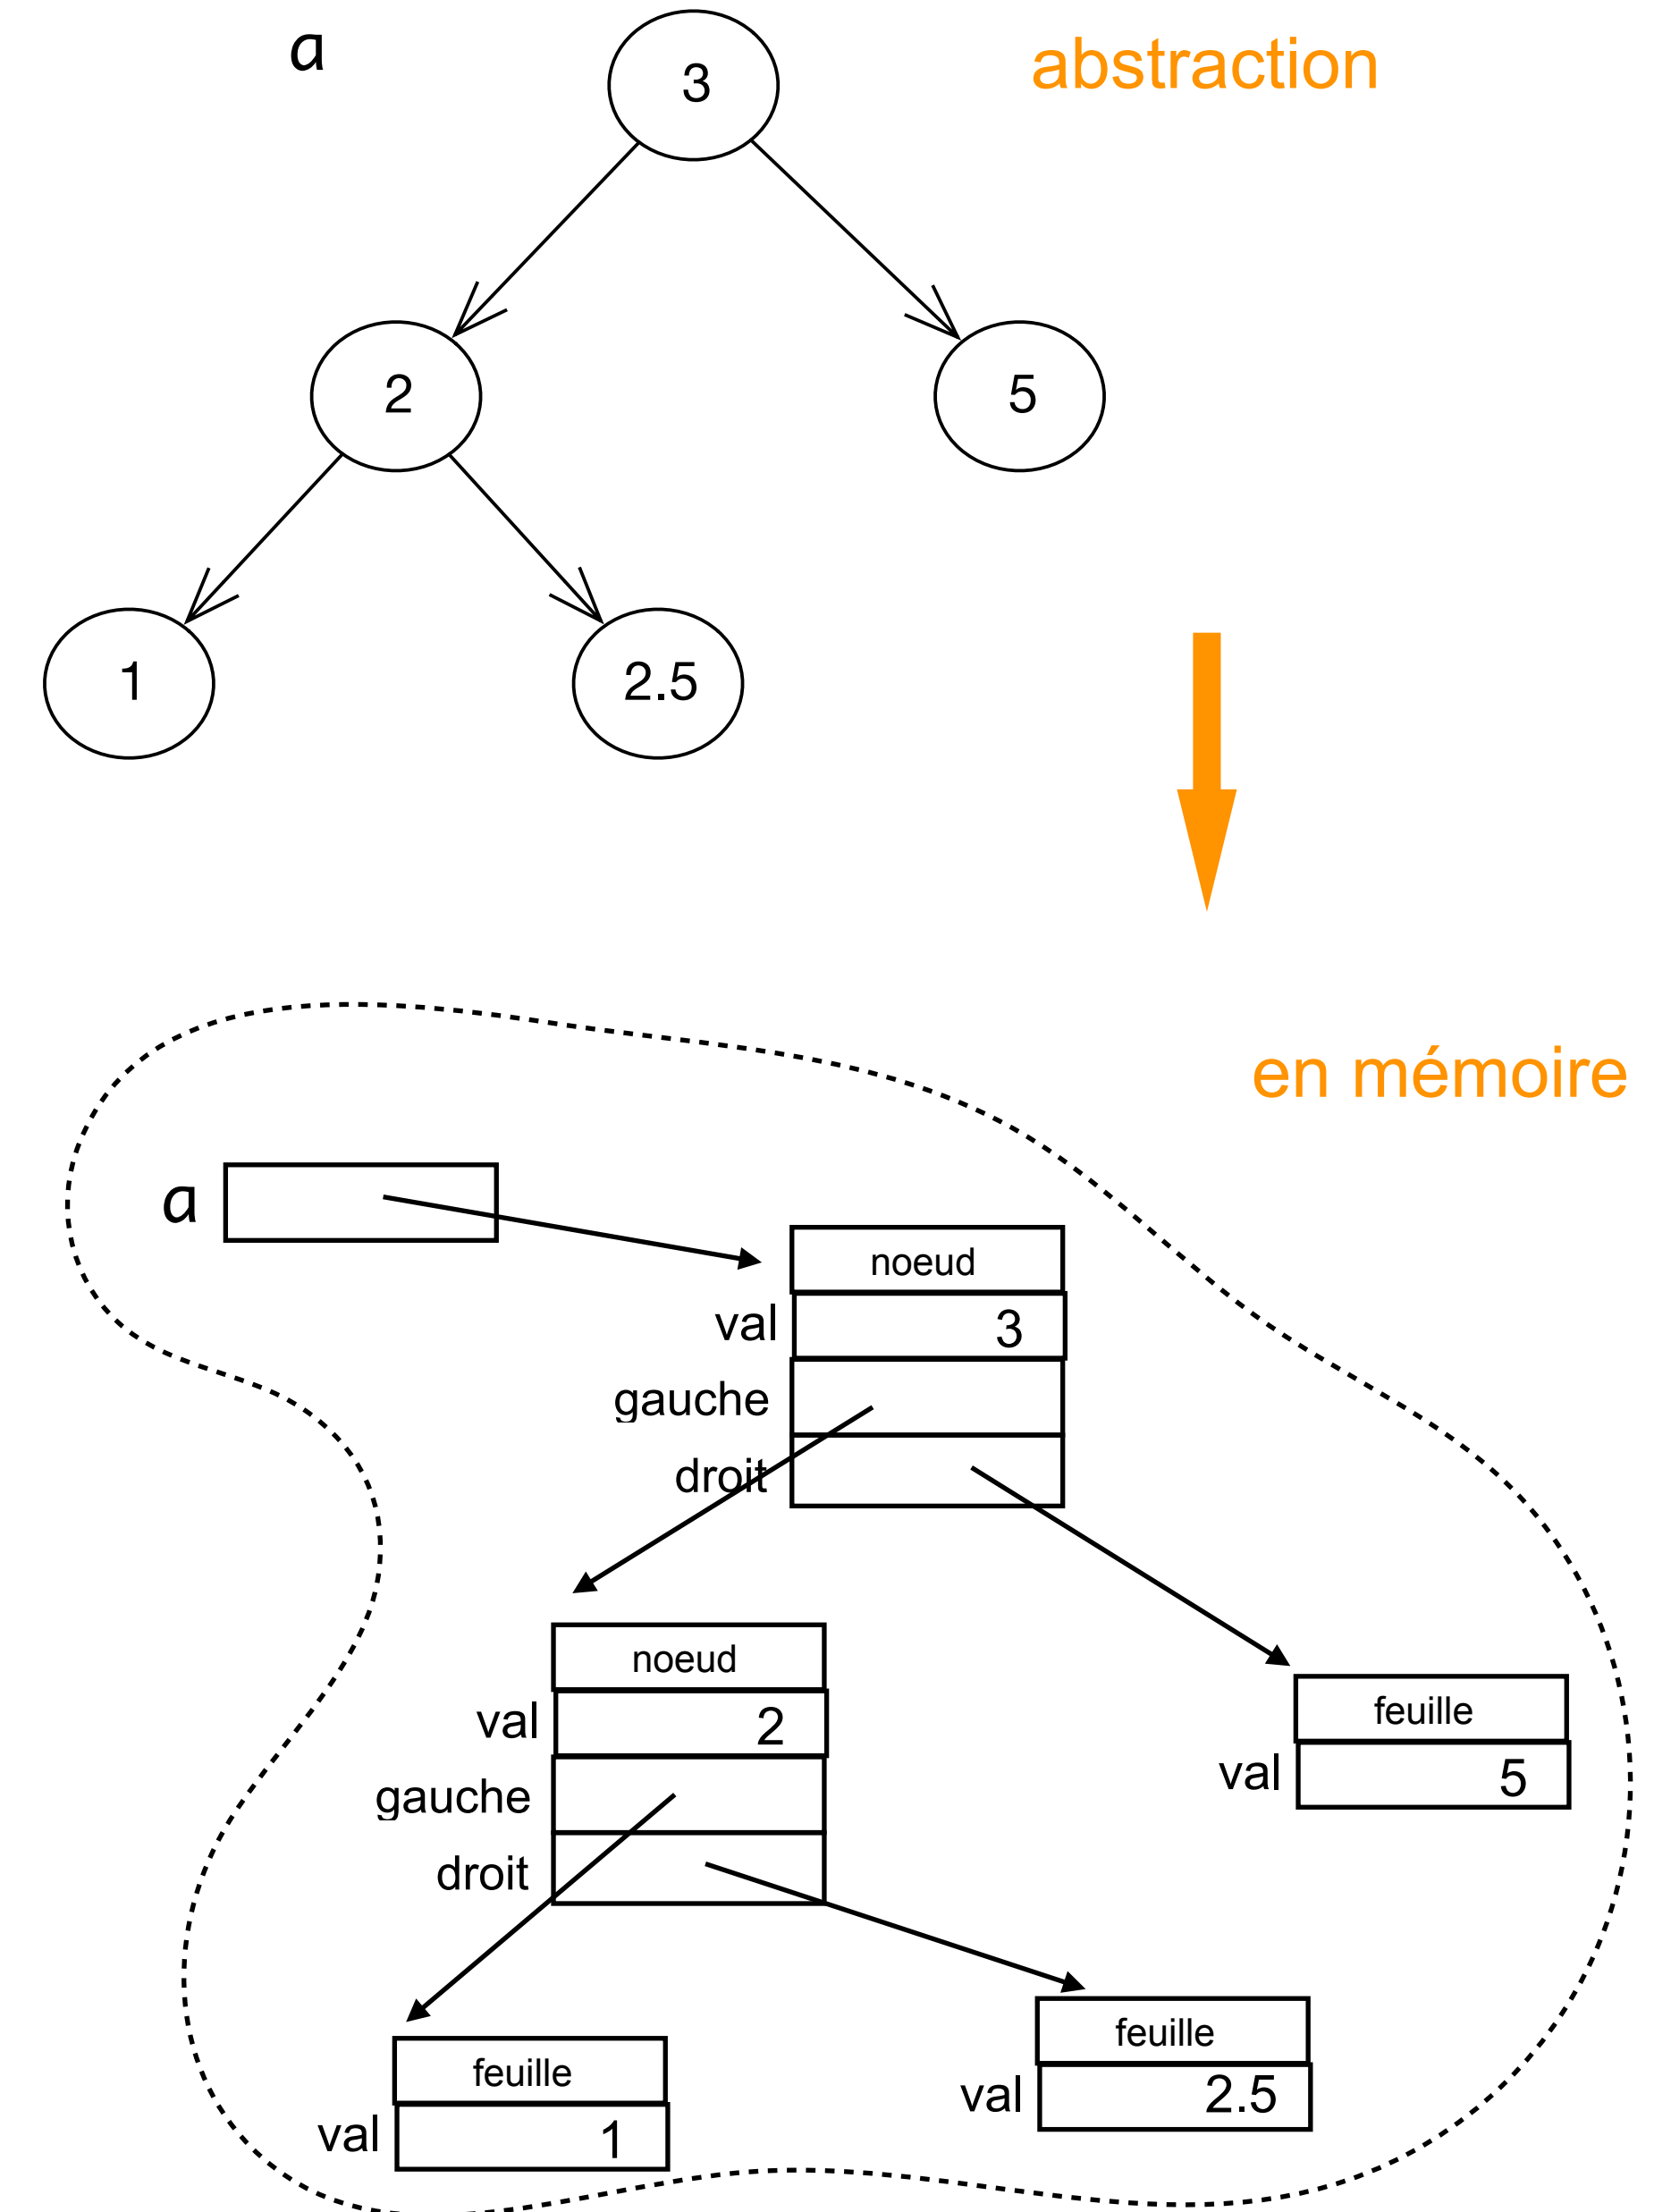 a
3
abstraction
2
5
1
2.5
en mémoire
a
noeud
val
3
gauche
droit
noeud
val
2
gauche
droit
feuille
val
5
feuille
val
2.5
feuille
val
1